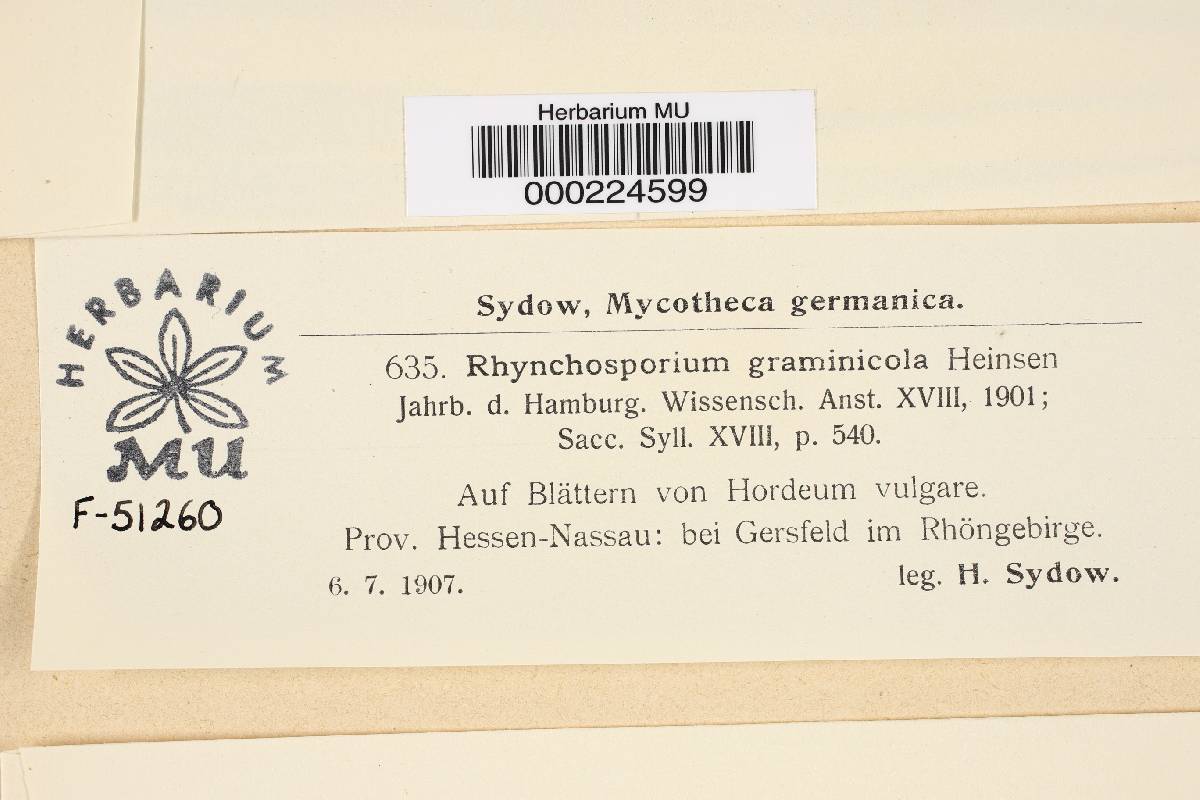 Herbarium MU
000224599
HERBARIUM
MU
F-51260
Sydow, Mycotheca germanica.
635. Rhynchosporium graminicola Heinsen
Jahrb. d. Hamburg. Wissensch. Anst. XVIII, 1901;
Sacc. Syll. XVIII, p. 540.
Auf Blättern von Hordeum vulgare.
Prov. Hessen-Nassau: bei Gersfeld im Rhöngebirge.
6. 7. 1907.
leg. H. Sydow.